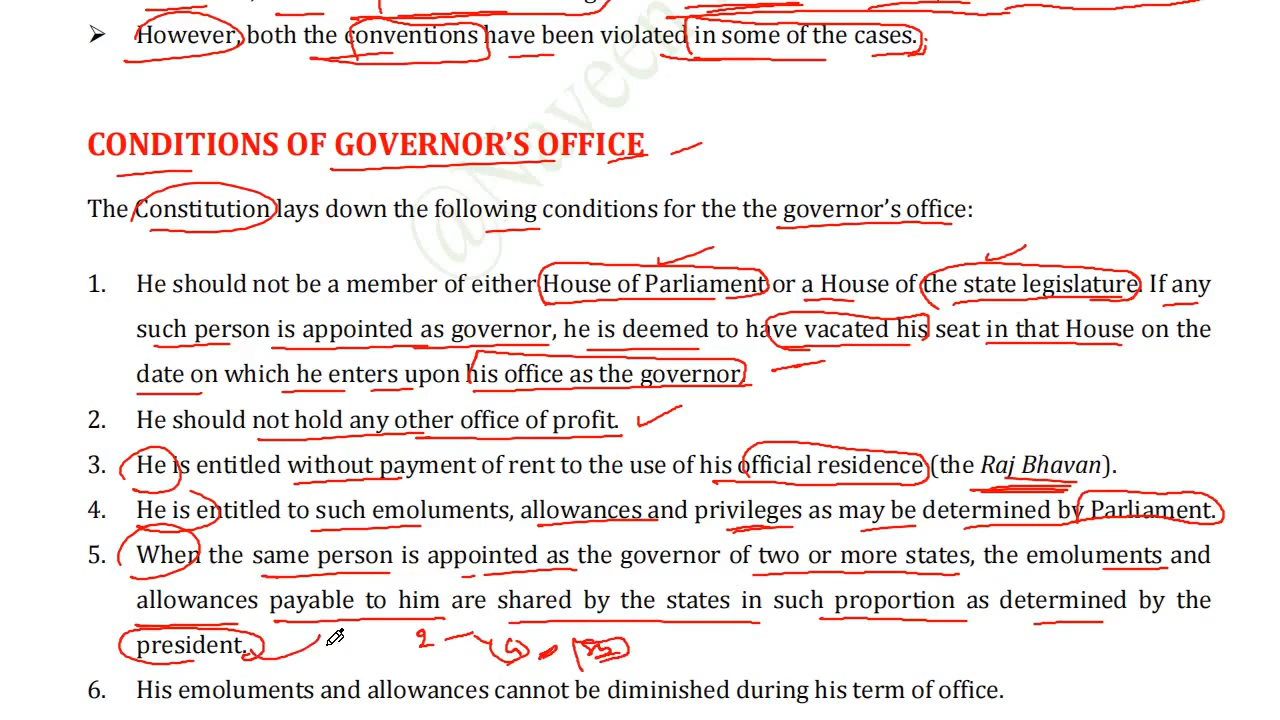 ➤ However, both the conventions have been violated in some of the cases.
CONDITIONS OF GOVERNOR'S OFFICE
The Constitution lays down the following conditions for the the governor's office:
1. He should not be a member of either House of Parliament or a House of the state legislature. If any
such person is appointed as governor, he is deemed to have vacated his seat in that House on the
date on which he enters upon his office as the governor.
2. He should not hold any other office of profit.
3. He is entitled without payment of rent to the use of his official residence (the Raj Bhavan).
4. He is entitled to such emoluments, allowances and privileges as may be determined by Parliament.
5. When the same person is appointed as the governor of two or more states, the emoluments and
allowances payable to him are shared by the states in such proportion as determined by the
president.
2
6. His emoluments and allowances cannot be diminished during his term of office.
@Naveen